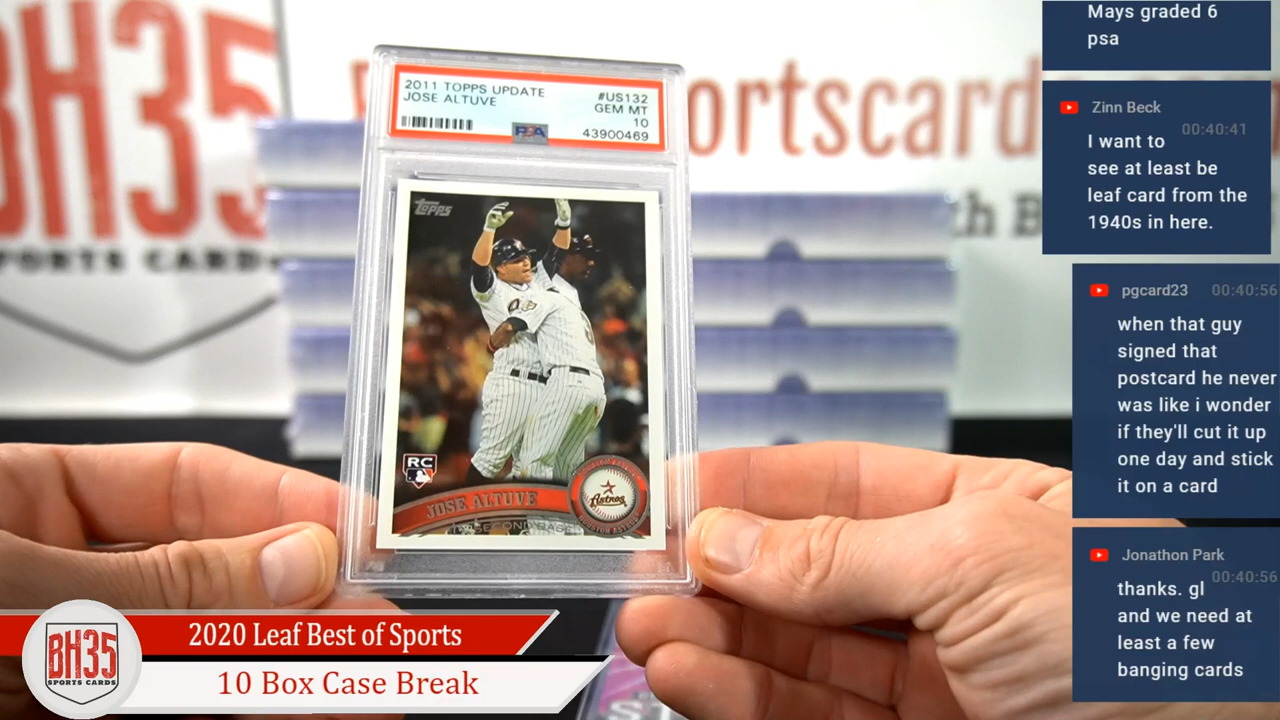 BH35
SPORTS CARDS
ortscard
th B
2011 TOPPS UPDATE
#US132
JOSE ALTUVE
GEM MT
10
PSA
43900469
Topps
RC
JOSE ALTUVE
SECOND BASE
Astros
HOUSTON ASTROS
2020 Leaf Best of Sports
10 Box Case Break
BH35
SPORTS CARDS
Mays graded 6
psa
Zinn Beck
00:40:41
I want to
see at least be
leaf card from the
1940s in here.
pgcard23 00:40:56
when that guy
signed that
postcard he never
was like i wonder
if they'll cut it up
one day and stick
it on a card
Jonathon Park
00:40:56
thanks. gl
and we need at
least a few
banging cards